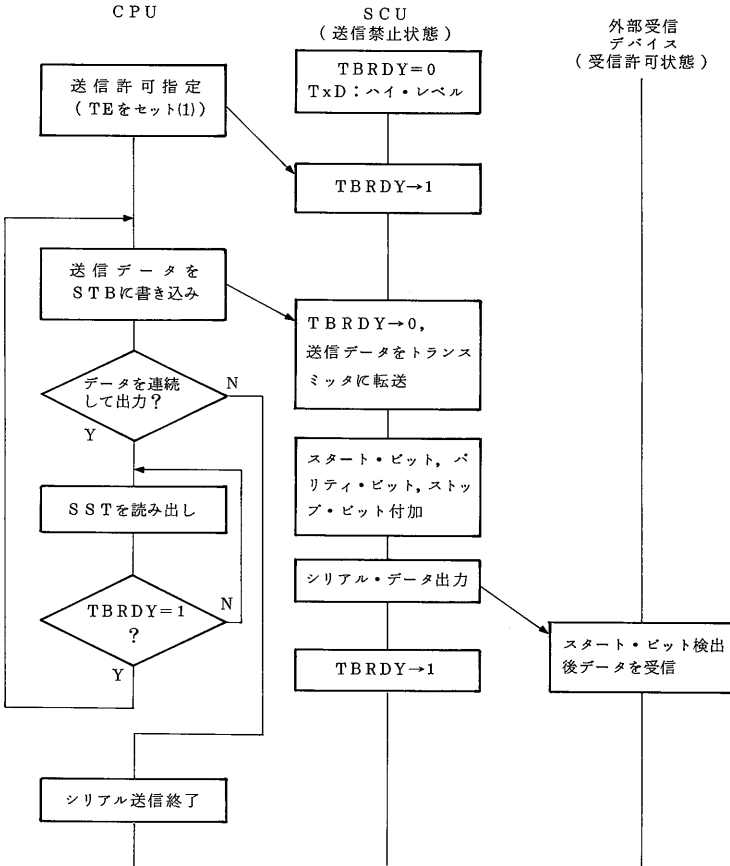 CPU
SCU
(送信禁止状態)
外部受信
デバイス
(受信許可状態)
送信許可指定
(TEをセット(1))
TBRDY=0
TxD：ハイ・レベル
TBRDY→1
送信データを
STBに書き込み
TBRDY→0,
送信データをトランス
ミッタに転送
データを連続
して出力？
N
Y
スタート・ビット，パ
リティ・ビット，ストッ
プ・ビット付加
SSTを読み出し
シリアル・データ出力
TBRDY=1
？
N
Y
スタート・ビット検出
後データを受信
TBRDY→1
シリアル送信終了